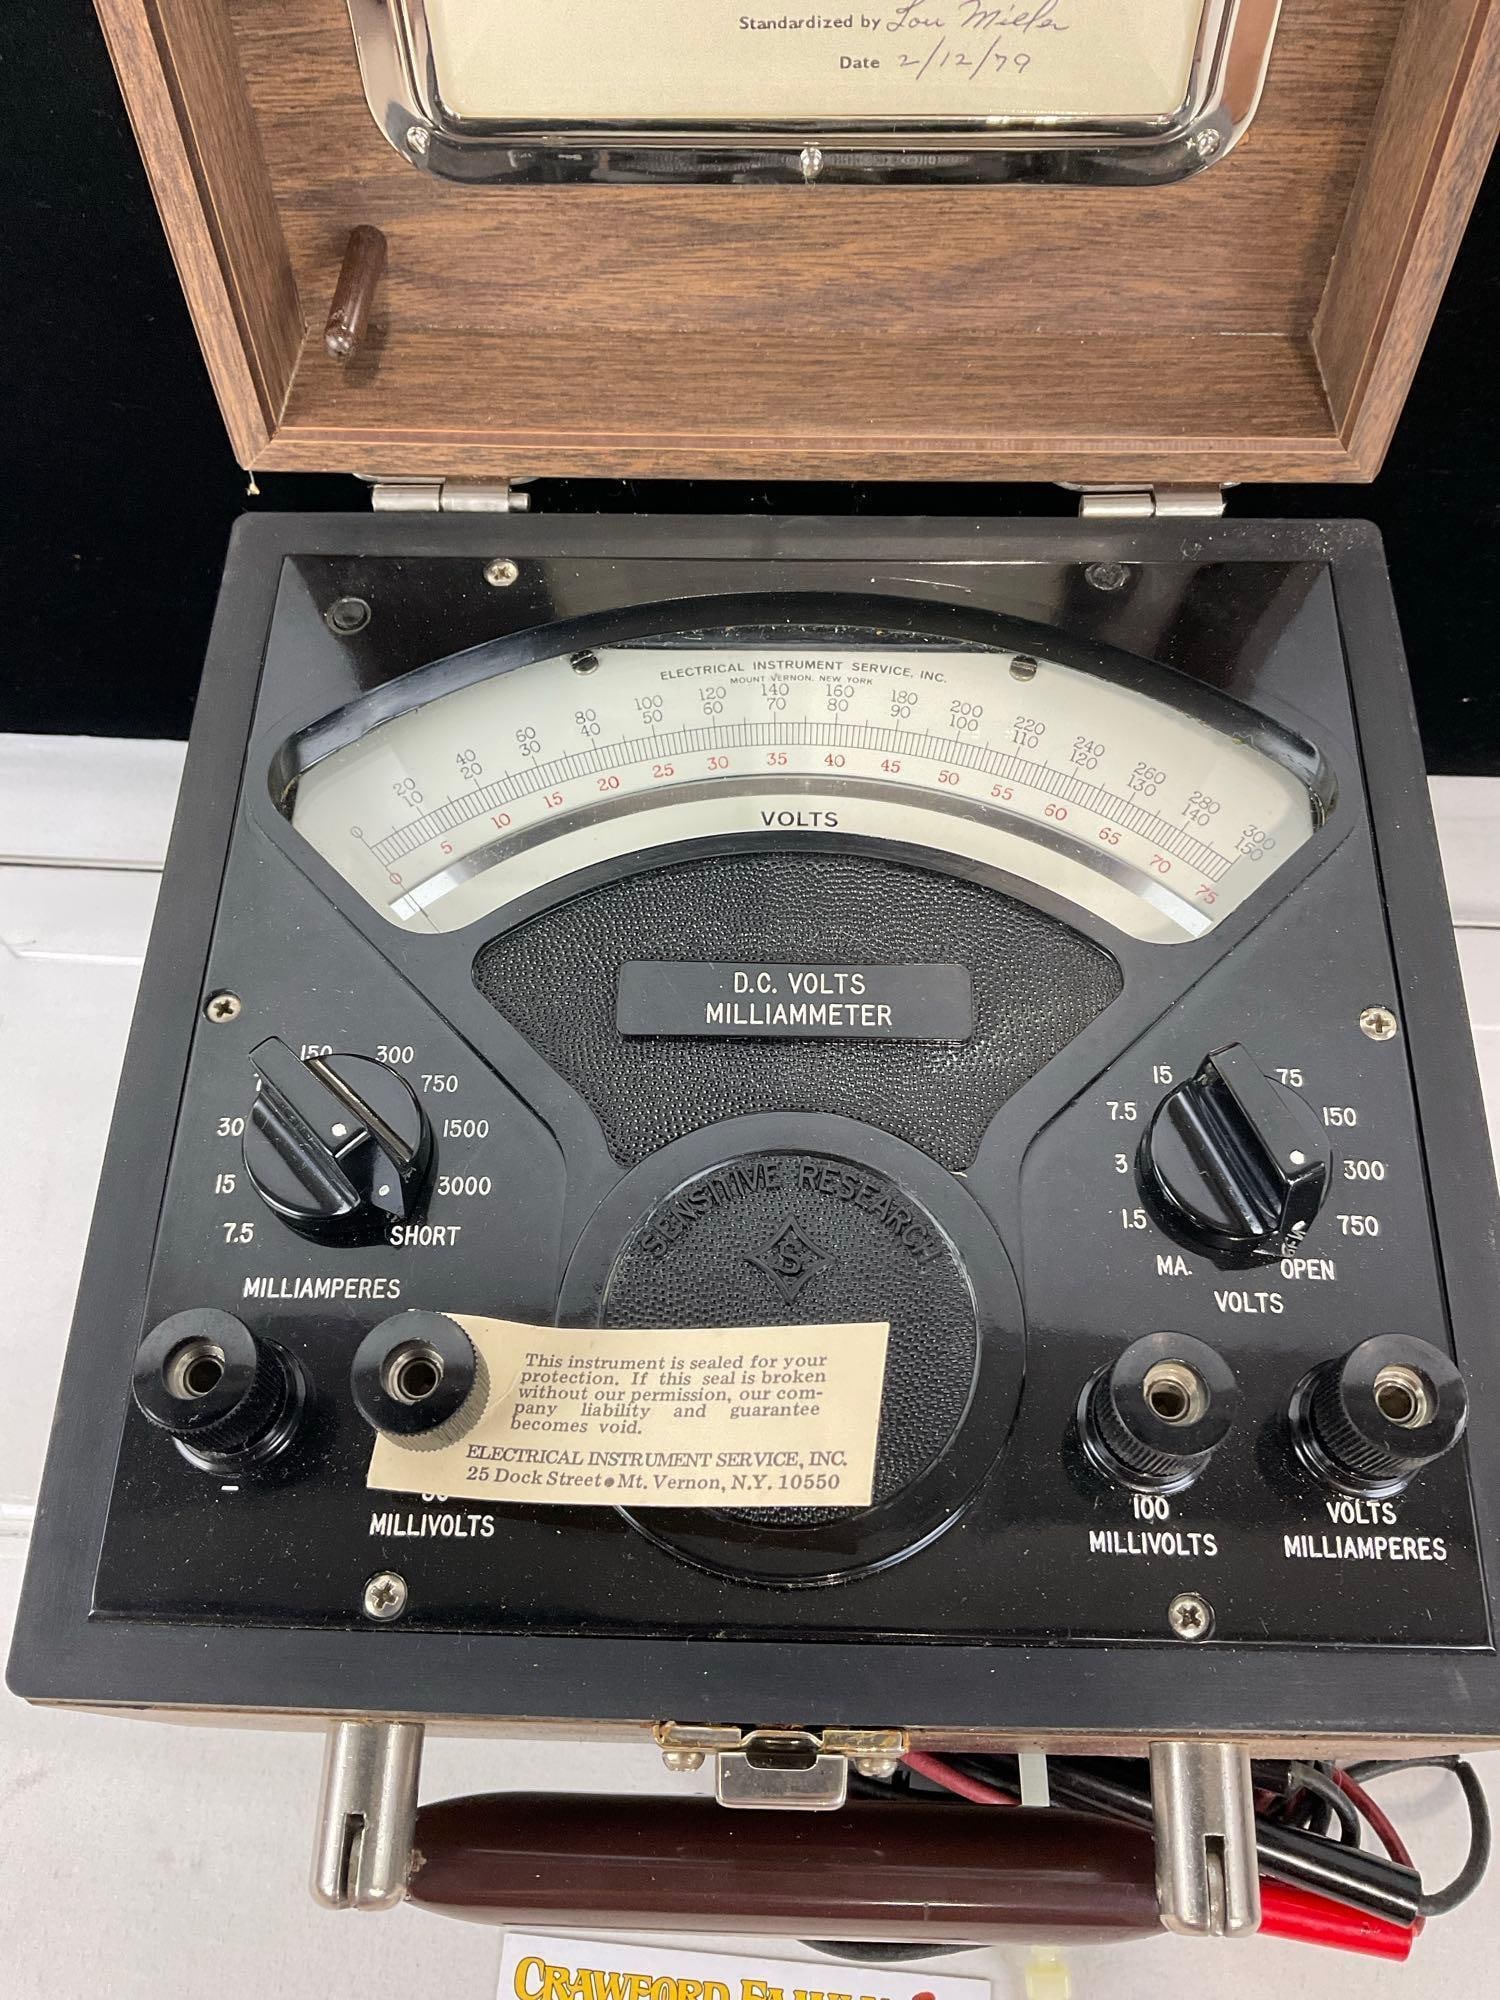 Standardized by Lou Miller
Date 2/12/79
ELECTRICAL INSTRUMENT SERVICE, INC.
MOUNT VERNON, NEW YORK
0 20 40 60 80 100 120 140 160 180 200 220 240 260 280 300
10 20 30 40 50 60 70 80 90 100 110 120 130 140 150
0 5 10 15 20 25 30 35 40 45 50 55 60 65 70 75
VOLTS
D.C. VOLTS
MILLIAMMETER
150 300
750
30 1500
15 3000
7.5 SHORT
MILLIAMPERES
15 75
7.5 150
3 300
1.5 750
MA. OPEN
VOLTS
SENSITIVE RESEARCH
S
This instrument is sealed for your
protection. If this seal is broken
without our permission, our com-
pany liability and guarantee
becomes void.
ELECTRICAL INSTRUMENT SERVICE, INC.
25 Dock Street • Mt. Vernon, N.Y. 10550
–
MILLIVOLTS
100
MILLIVOLTS
VOLTS
MILLIAMPERES
CRAWFORD